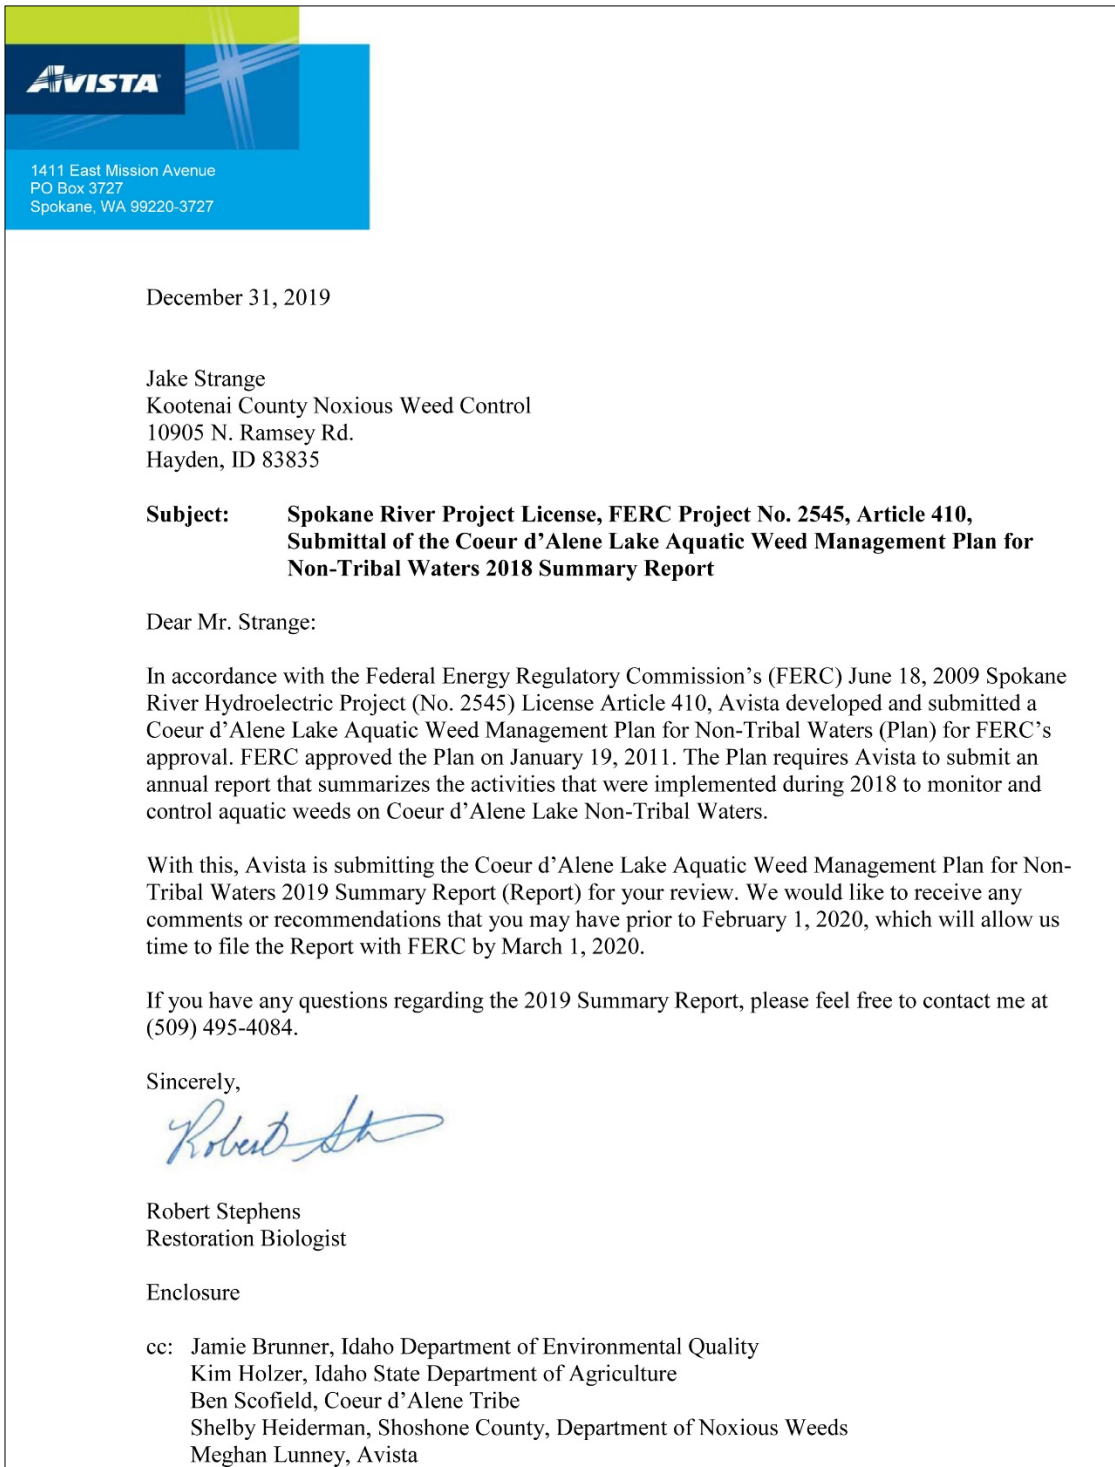 AVISTA
1411 East Mission Avenue
PO Box 3727
Spokane, WA 99220-3727
December 31, 2019
Jake Strange
Kootenai County Noxious Weed Control
10905 N. Ramsey Rd.
Hayden, ID 83835
Subject: Spokane River Project License, FERC Project No. 2545, Article 410,
Submittal of the Coeur d’Alene Lake Aquatic Weed Management Plan for
Non-Tribal Waters 2018 Summary Report
Dear Mr. Strange:
In accordance with the Federal Energy Regulatory Commission’s (FERC) June 18, 2009 Spokane
River Hydroelectric Project (No. 2545) License Article 410, Avista developed and submitted a
Coeur d’Alene Lake Aquatic Weed Management Plan for Non-Tribal Waters (Plan) for FERC’s
approval. FERC approved the Plan on January 19, 2011. The Plan requires Avista to submit an
annual report that summarizes the activities that were implemented during 2018 to monitor and
control aquatic weeds on Coeur d’Alene Lake Non-Tribal Waters.
With this, Avista is submitting the Coeur d’Alene Lake Aquatic Weed Management Plan for Non-
Tribal Waters 2019 Summary Report (Report) for your review. We would like to receive any
comments or recommendations that you may have prior to February 1, 2020, which will allow us
time to file the Report with FERC by March 1, 2020.
If you have any questions regarding the 2019 Summary Report, please feel free to contact me at
(509) 495-4084.
Sincerely,
Robert St
Robert Stephens
Restoration Biologist
Enclosure
cc: Jamie Brunner, Idaho Department of Environmental Quality
Kim Holzer, Idaho State Department of Agriculture
Ben Scofield, Coeur d’Alene Tribe
Shelby Heiderman, Shoshone County, Department of Noxious Weeds
Meghan Lunney, Avista